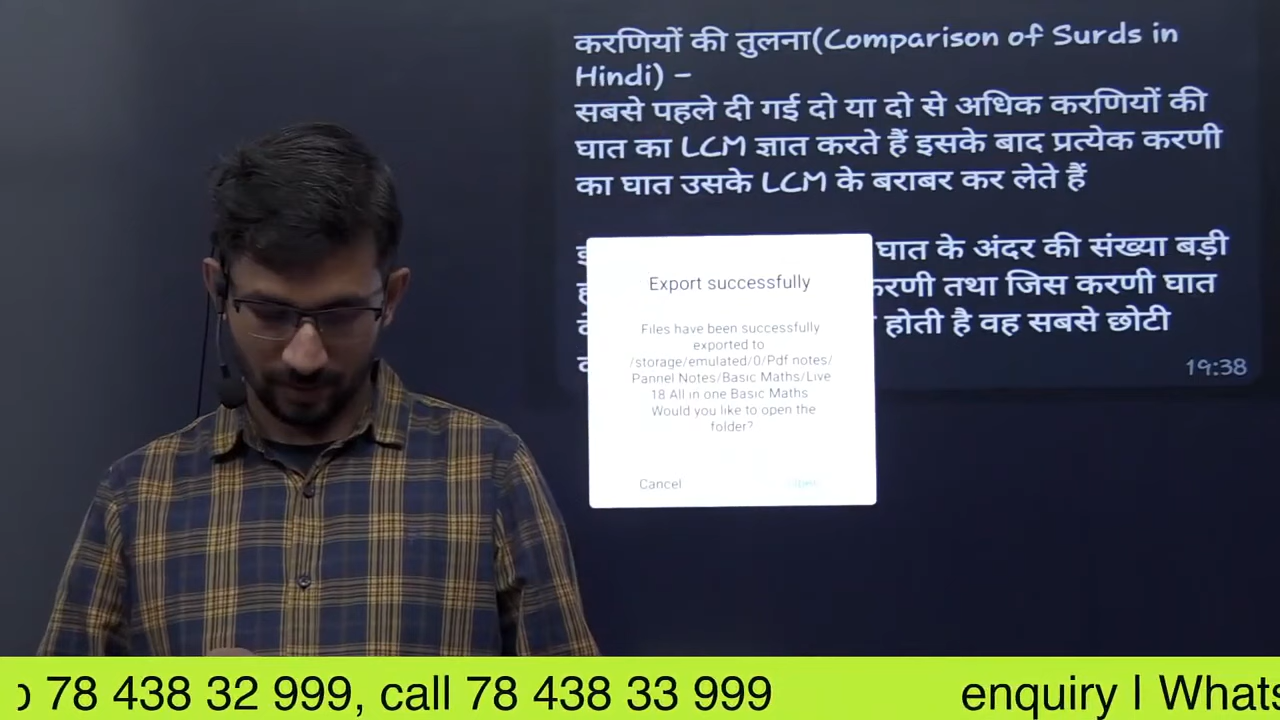 करणियों की तुलना(Comparison of Surds in
Hindi) –
सबसे पहले दी गई दो या दो से अधिक करणियों की
घात का LCM ज्ञात करते हैं इसके बाद प्रत्येक करणी
का घात उसके LCM के बराबर कर लेते हैं
घात के अंदर की संख्या बड़ी
करणी तथा जिस करणी घात
होती है वह सबसे छोटी
19:38
Export successfully
Files have been successfully
exported to
/storage/emulated/0/Pdf notes/
Pannel Notes/Basic Maths/Live
18 All in one Basic Maths
Would you like to open the
folder?
Cancel
78 438 32 999, call 78 438 33 999 enquiry I Whats